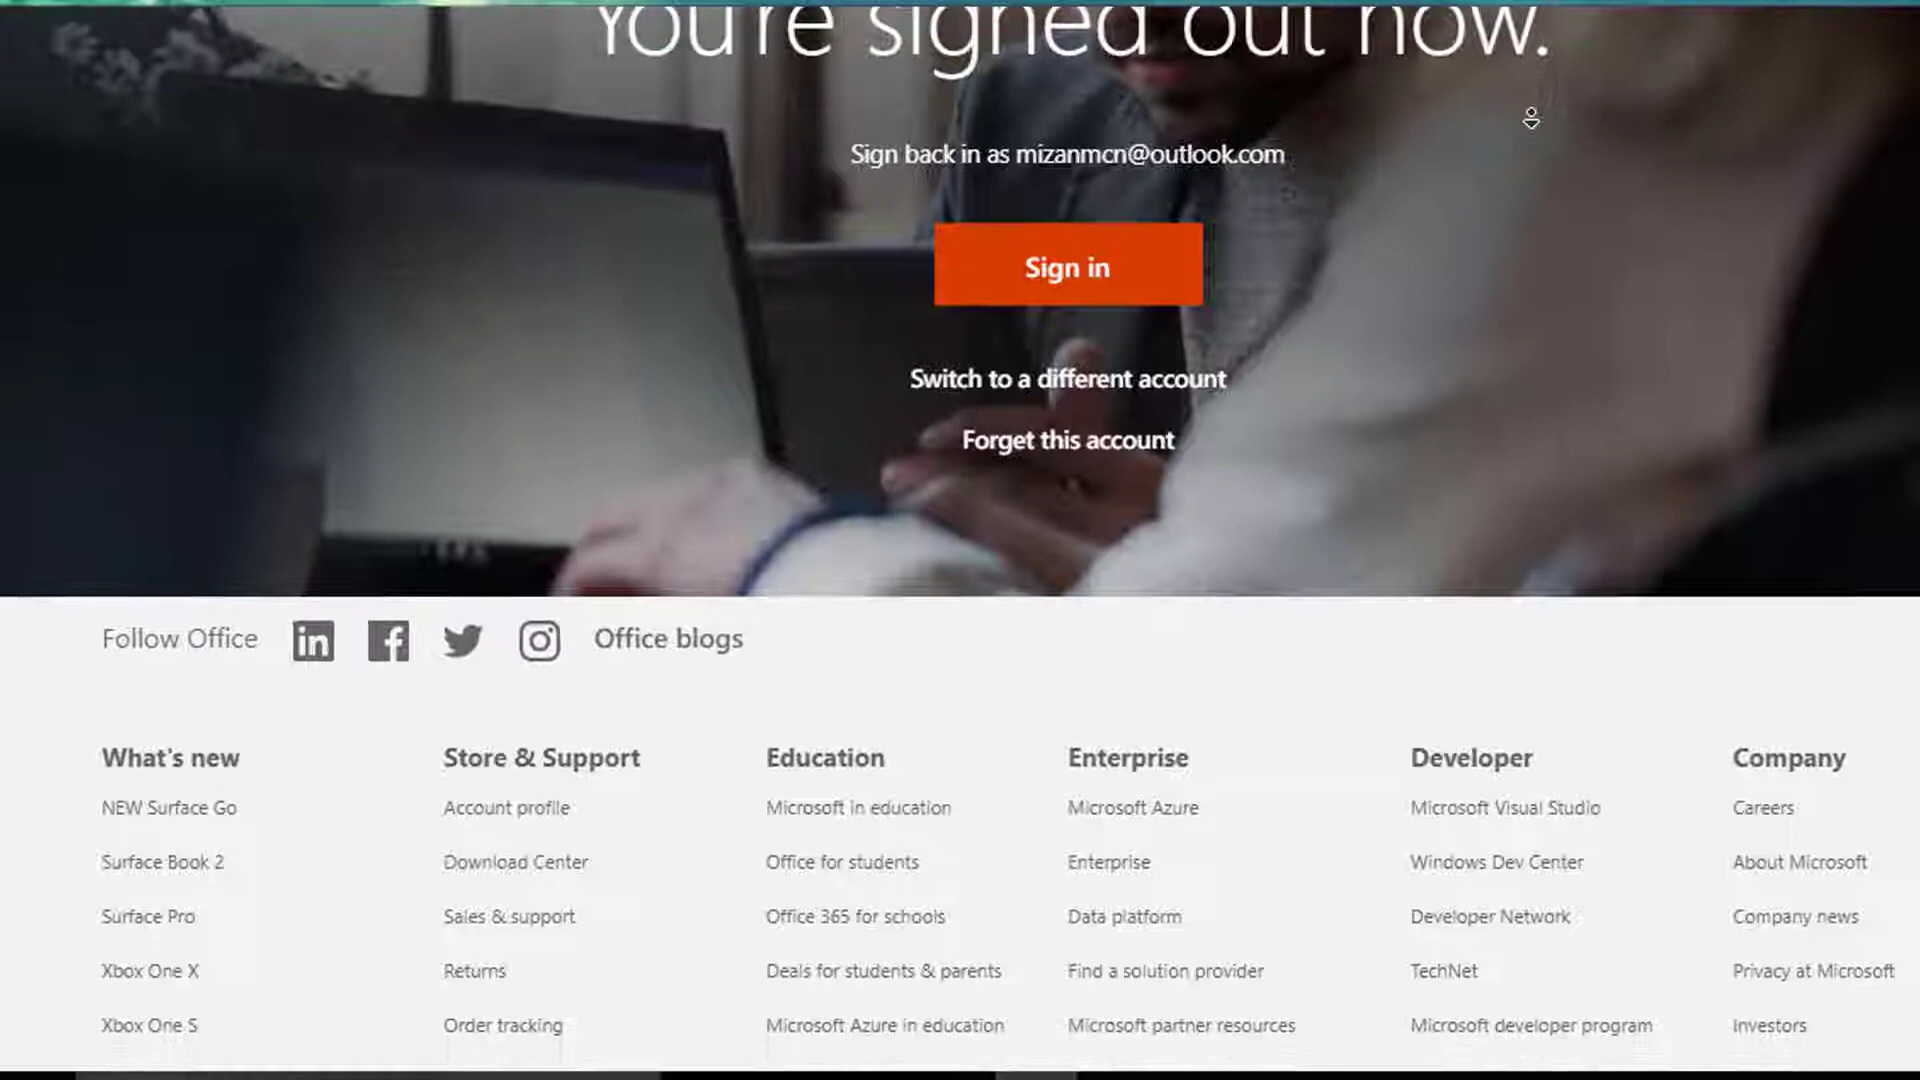 You're signed out now.
Sign back in as mizanmcn@outlook.com
Sign in
Switch to a different account
Forget this account
Follow Office
Office blogs
What's new
NEW Surface Go
Surface Book 2
Surface Pro
Xbox One X
Xbox One S
Store & Support
Account profile
Download Center
Sales & support
Returns
Order tracking
Education
Microsoft in education
Office for students
Office 365 for schools
Deals for students & parents
Microsoft Azure in education
Enterprise
Microsoft Azure
Enterprise
Data platform
Find a solution provider
Microsoft partner resources
Developer
Microsoft Visual Studio
Windows Dev Center
Developer Network
TechNet
Microsoft developer program
Company
Careers
About Microsoft
Company news
Privacy at Microsoft
Investors